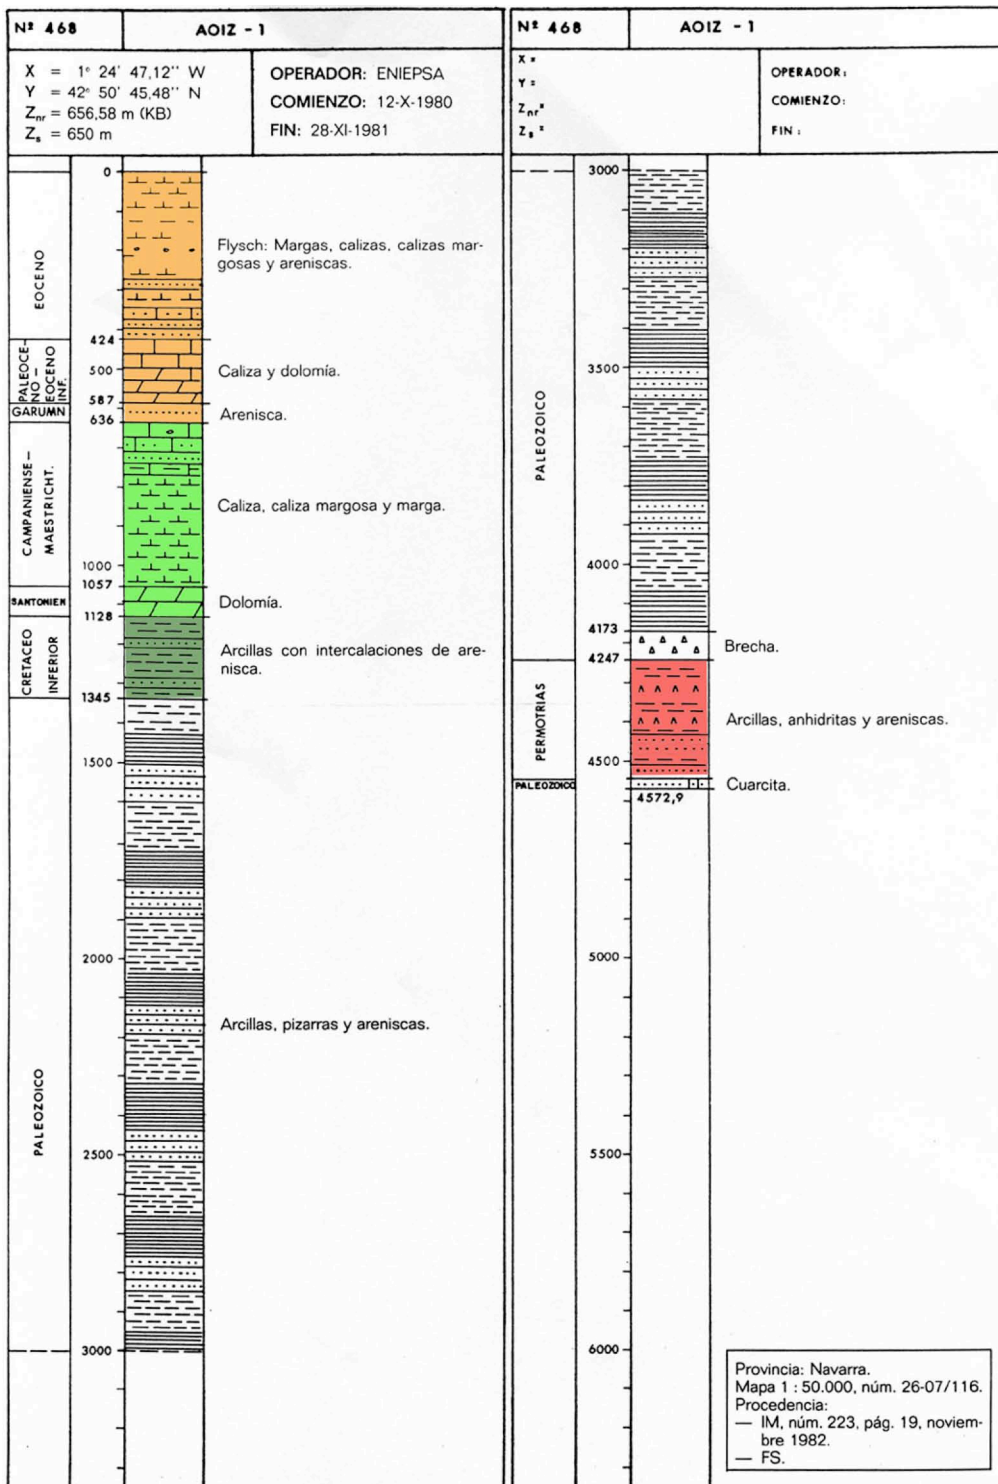 Nº 468 AOIZ - 1
X = 1° 24' 47,12'' W
Y = 42° 50' 45,48'' N
Znr = 656,58 m (KB)
Zs = 650 m
OPERADOR: ENIEPSA
COMIENZO: 12-X-1980
FIN: 28-XI-1981
0
EOCENO
Flysch: Margas, calizas, calizas mar-
gosas y areniscas.
424
PALEOCE-
NO -
EOCENO
INF.
500
Caliza y dolomía.
587
GARUMN
Arenisca.
636
CAMPANIENSE -
MAESTRICHT.
Caliza, caliza margosa y marga.
1000
1057
SANTONIEN
Dolomía.
1128
CRETACEO
INFERIOR
Arcillas con intercalaciones de are-
nisca.
1345
1500
2000
Arcillas, pizarras y areniscas.
PALEOZOICO
2500
3000
Nº 468 AOIZ - 1
X =
Y =
Znr =
Zs =
OPERADOR:
COMIENZO:
FIN:
3000
3500
PALEOZOICO
4000
4173
Brecha.
4247
PERMOTRIAS
Arcillas, anhidritas y areniscas.
4500
PALEOZOICO
Cuarcita.
4572,9
5000
5500
6000
Provincia: Navarra.
Mapa 1 : 50.000, núm. 26-07/116.
Procedencia:
— IM, núm. 223, pág. 19, noviem-
bre 1982.
— FS.